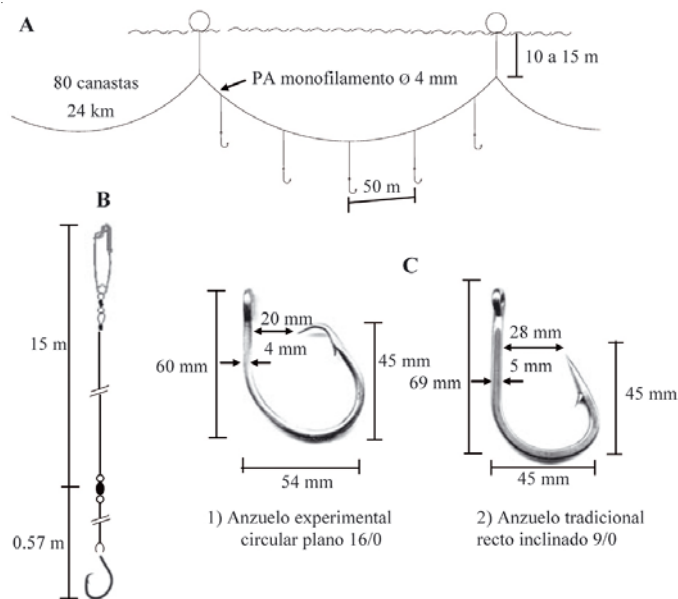 A
10 a 15 m
80 canastas
24 km
PA monofilamento Ø 4 mm
50 m
B
15 m
0.57 m
C
20 mm
4 mm
60 mm
45 mm
54 mm
1) Anzuelo experimental
circular plano 16/0
28 mm
5 mm
69 mm
45 mm
45 mm
2) Anzuelo tradicional
recto inclinado 9/0